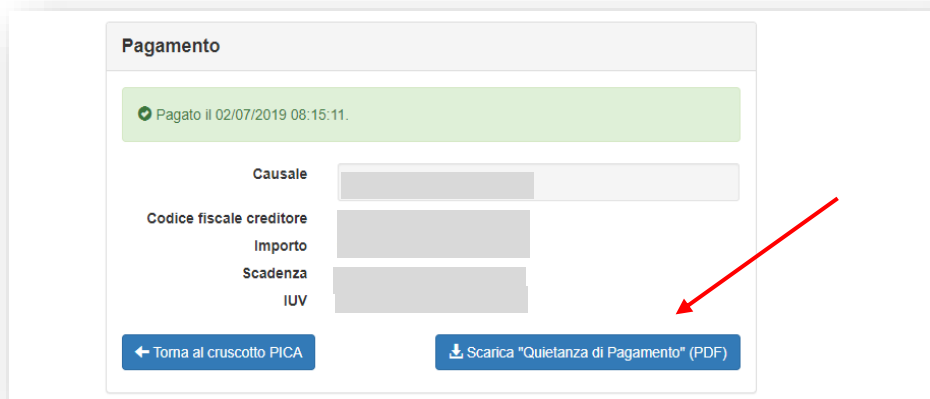 Pagamento
Pagato il 02/07/2019 08:15:11.
Causale
Codice fiscale creditore
Importo
Scadenza
IUV
Torna al cruscotto PICA
Scarica "Quietanza di Pagamento" (PDF)